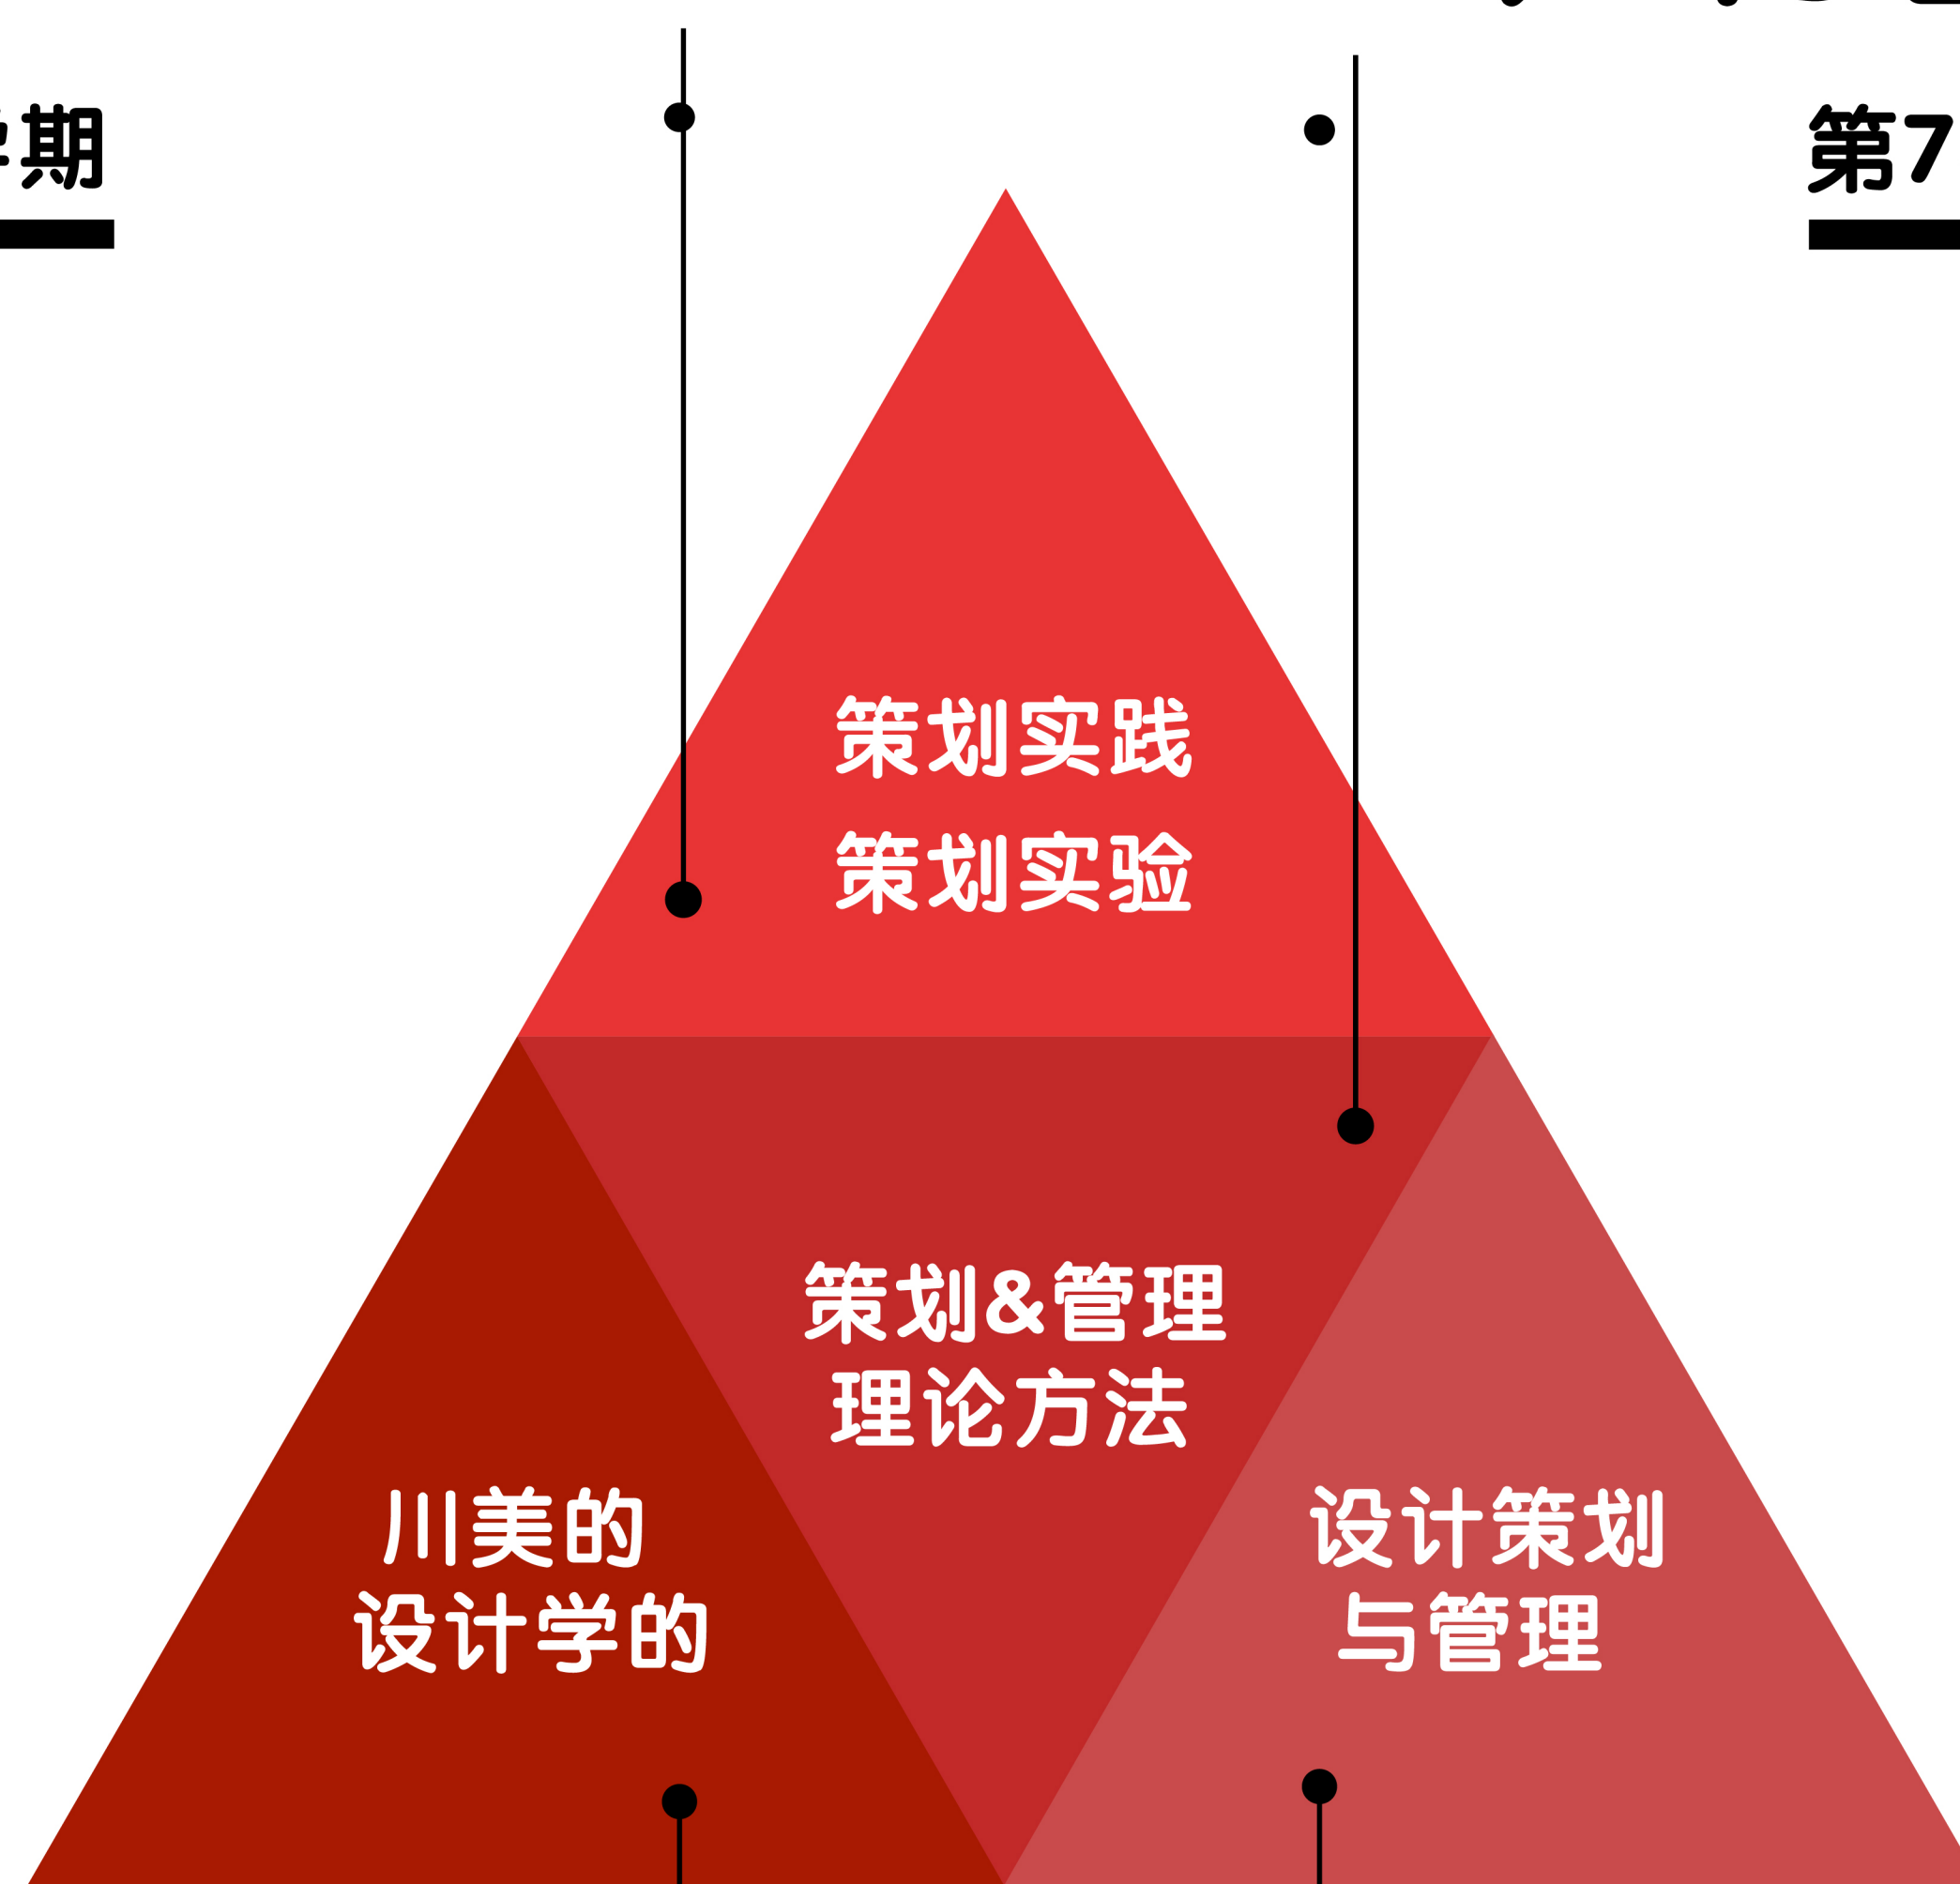 期
第7
策划实践
策划实验
策划&管理
理论方法
川美的
设计学的
设计策划
与管理